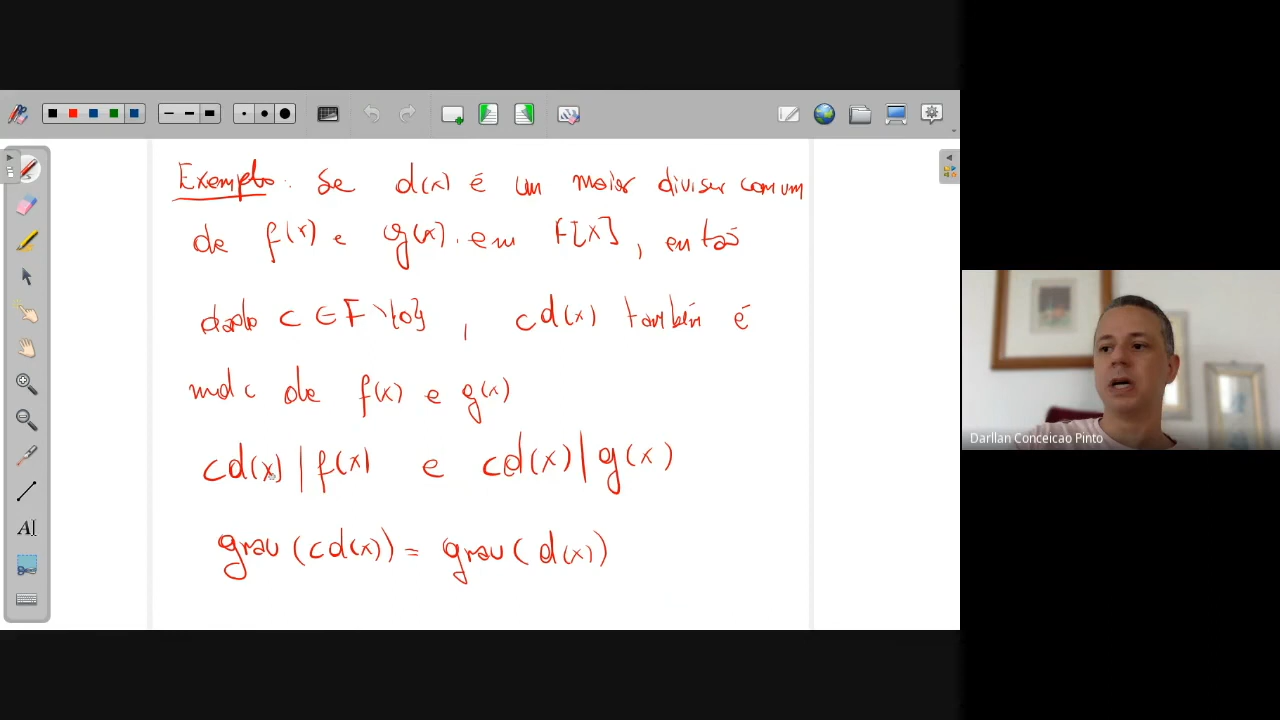 Exemplo: Se d(x) é um maior divisor comum
de f(x) e g(x) em F[x], então
dado c ∈ F \ {0}, cd(x) também é
mdc de f(x) e g(x)
cd(x) | f(x) e cd(x) | g(x)
grau(cd(x)) = grau(d(x))
Darllan Conceicao Pinto